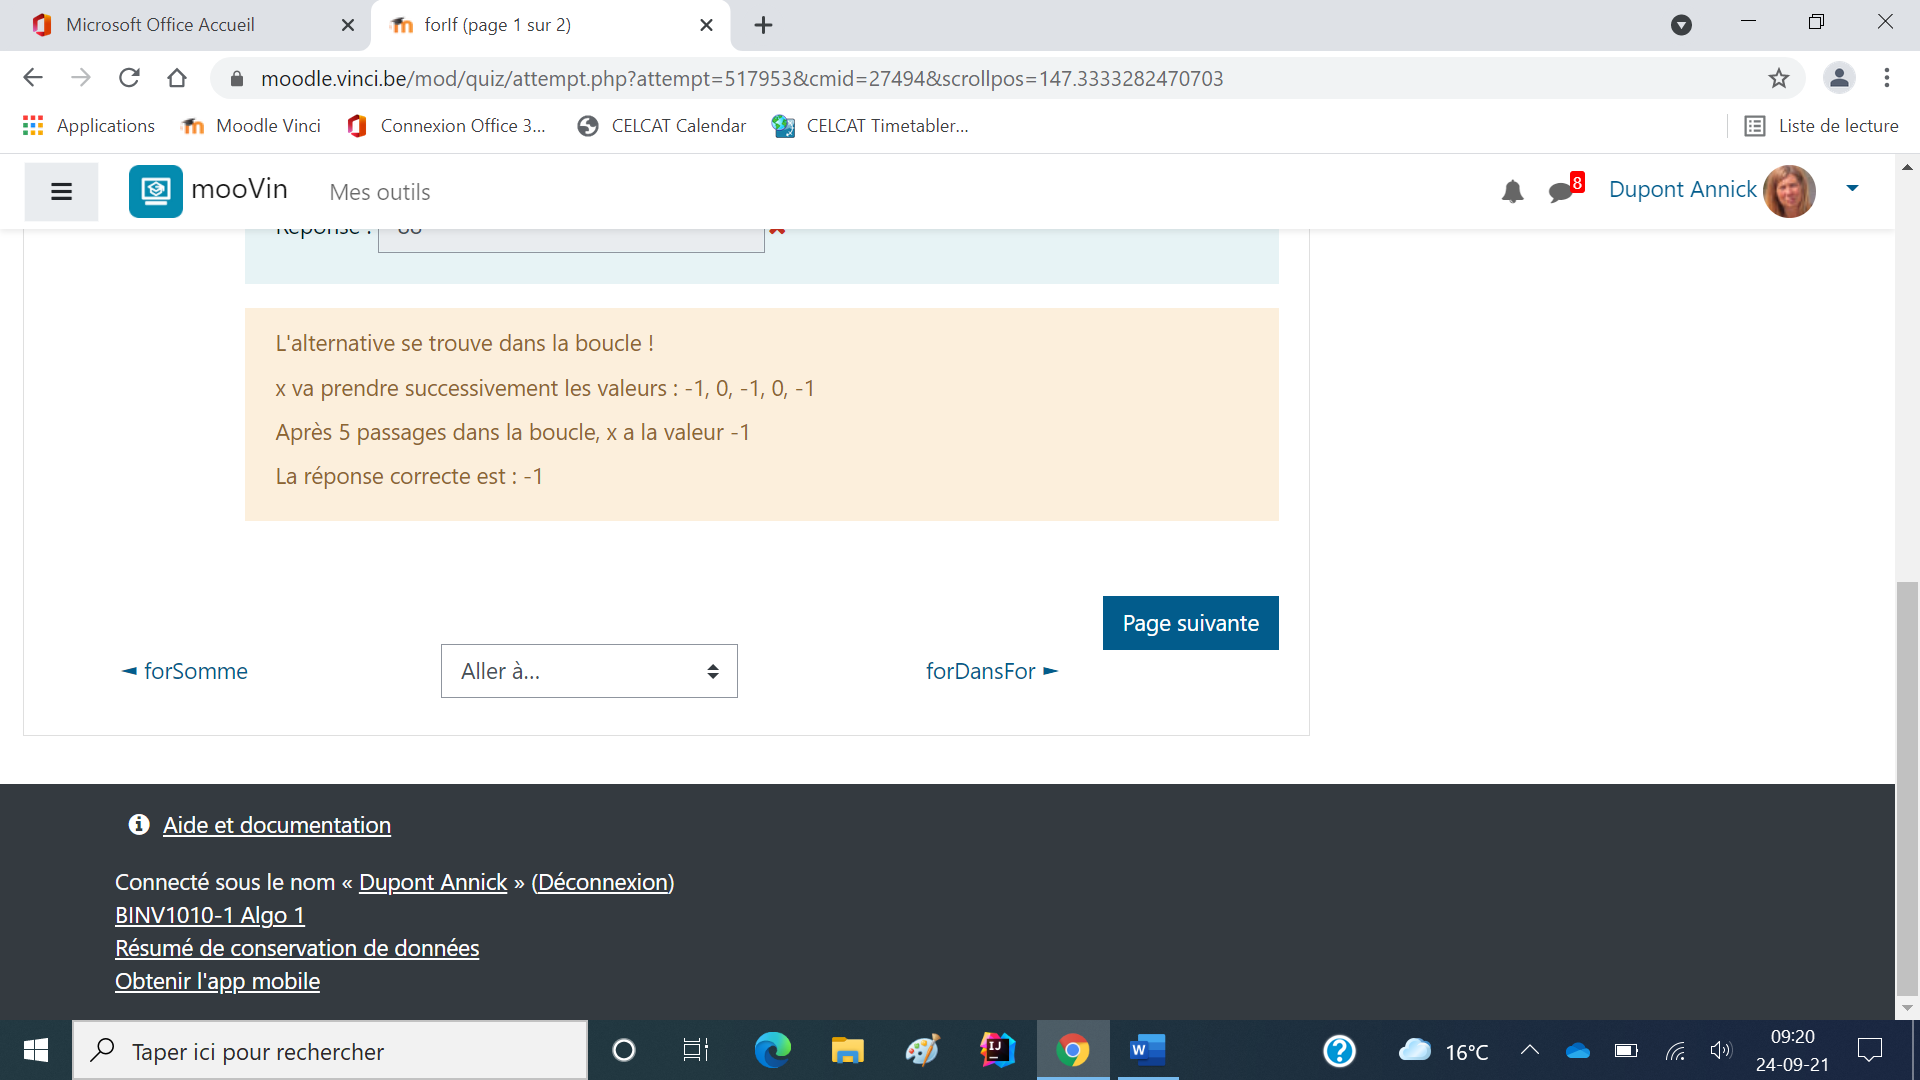 Microsoft Office Accueil
forIf (page 1 sur 2)
moodle.vinci.be/mod/quiz/attempt.php?attempt=517953&cmid=27494&scrollpos=147.3333282470703
Applications
Moodle Vinci
Connexion Office 3...
CELCAT Calendar
CELCAT Timetabler...
Liste de lecture
mooVin
Mes outils
8
Dupont Annick
Réponse :
L'alternative se trouve dans la boucle !
x va prendre successivement les valeurs : -1, 0, -1, 0, -1
Après 5 passages dans la boucle, x a la valeur -1
La réponse correcte est : -1
Page suivante
◄ forSomme
Aller à...
forDansFor ►
Aide et documentation
Connecté sous le nom « Dupont Annick » (Déconnexion)
BINV1010-1 Algo 1
Résumé de conservation de données
Obtenir l'app mobile
Taper ici pour rechercher
16°C
09:20
24-09-21